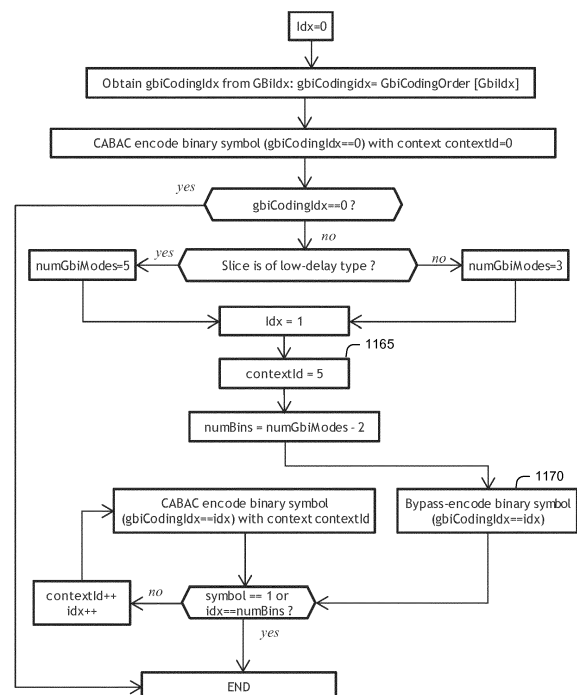 Idx=0
Obtain gbiCodingIdx from GBiIdx: gbiCodingidx= GbiCodingOrder [GbiIdx]
CABAC encode binary symbol (gbiCodingIdx==0) with context contextId=0
yes
gbiCodingIdx==0 ?
no
numGbiModes=5
yes
Slice is of low-delay type ?
no
numGbiModes=3
Idx = 1
1165
contextId = 5
numBins = numGbiModes - 2
1170
CABAC encode binary symbol
(gbiCodingIdx==idx) with context contextId
Bypass-encode binary symbol
(gbiCodingIdx==idx)
contextId++
idx++
no
symbol == 1 or
idx==numBins ?
yes
END